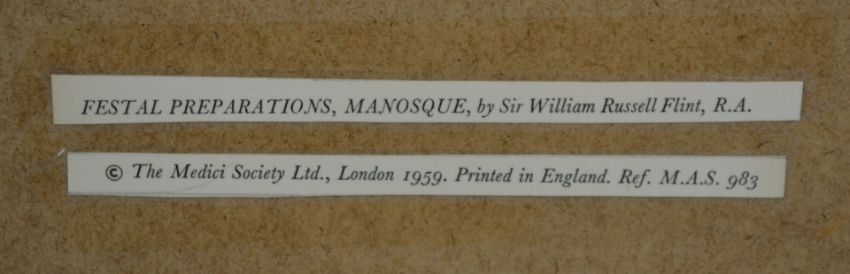 FESTAL PREPARATIONS, MANOSQUE, by Sir William Russell Flint, R.A.
© The Medici Society Ltd., London 1959. Printed in England. Ref. M.A.S. 983